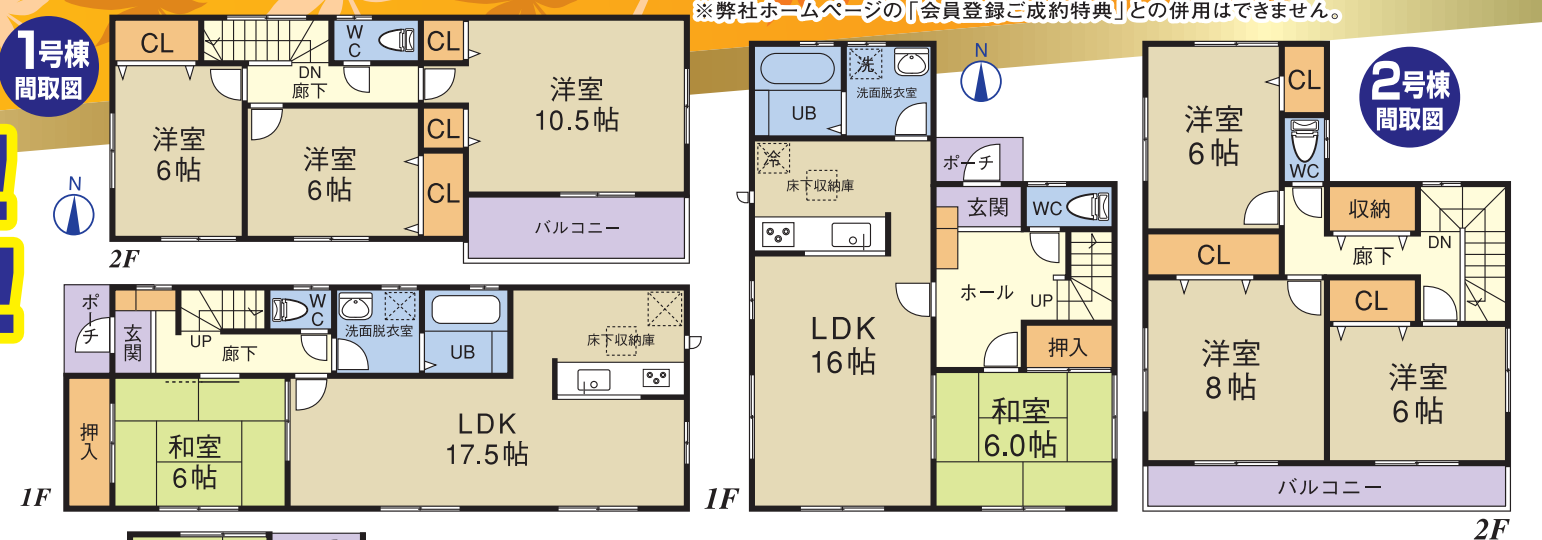 ※弊社ホームページの「会員登録ご成約特典」との併用はできません。
1号棟
間取図
N
CL
WC
CL
DN
廊下
洋室
10.5帖
洋室
6帖
洋室
6帖
CL
CL
バルコニー
2F
ポーチ
玄関
UP
廊下
WC
洗面脱衣室
UB
床下収納庫
押入
和室
6帖
LDK
17.5帖
1F
UB
洗
洗面脱衣室
N
冷
床下収納庫
ポーチ
玄関
WC
ホール
UP
LDK
16帖
押入
和室
6.0帖
1F
2号棟
間取図
洋室
6帖
CL
WC
収納
DN
廊下
CL
CL
洋室
8帖
洋室
6帖
バルコニー
2F
!
!